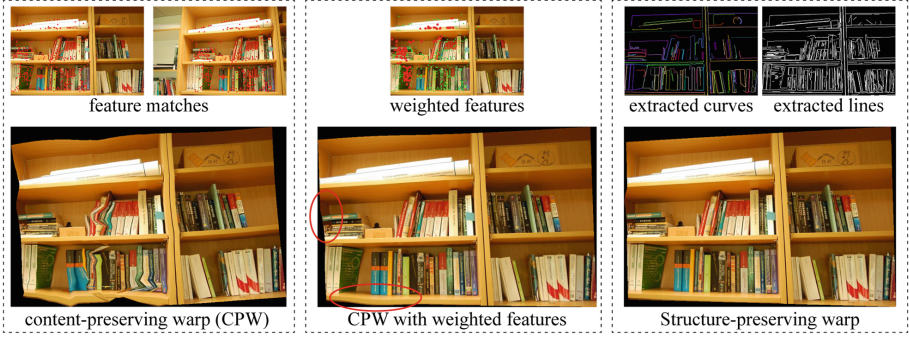 feature matches
weighted features
extracted curves
extracted lines
content-preserving warp (CPW)
CPW with weighted features
Structure-preserving warp